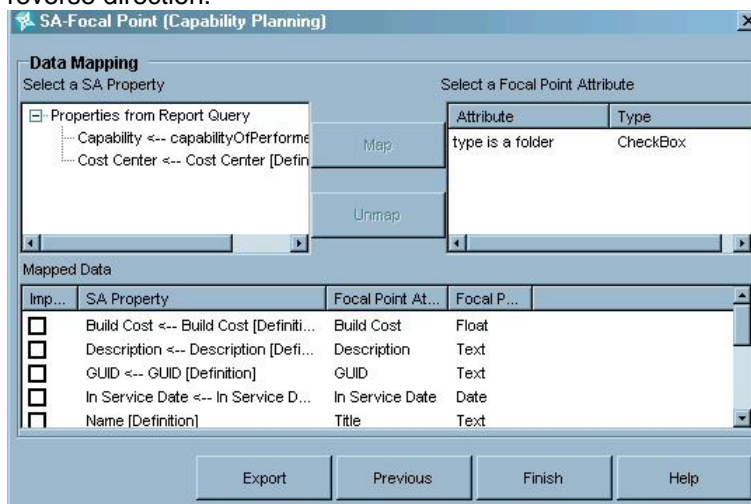 reverse direction.
SA-Focal Point (Capability Planning)
Data Mapping
Select a SA Property
Select a Focal Point Attribute
Properties from Report Query
Capability <-- capabilityOfPerforme
Cost Center <-- Cost Center [Defin
Map
Unmap
Attribute Type
type is a folder CheckBox
Mapped Data
Imp... SA Property Focal Point At... Focal P...
Build Cost <-- Build Cost [Definiti... Build Cost Float
Description <-- Description [Defi... Description Text
GUID <-- GUID [Definition] GUID Text
In Service Date <-- In Service D... In Service Date Date
Name [Definition] Title Text
Export Previous Finish Help